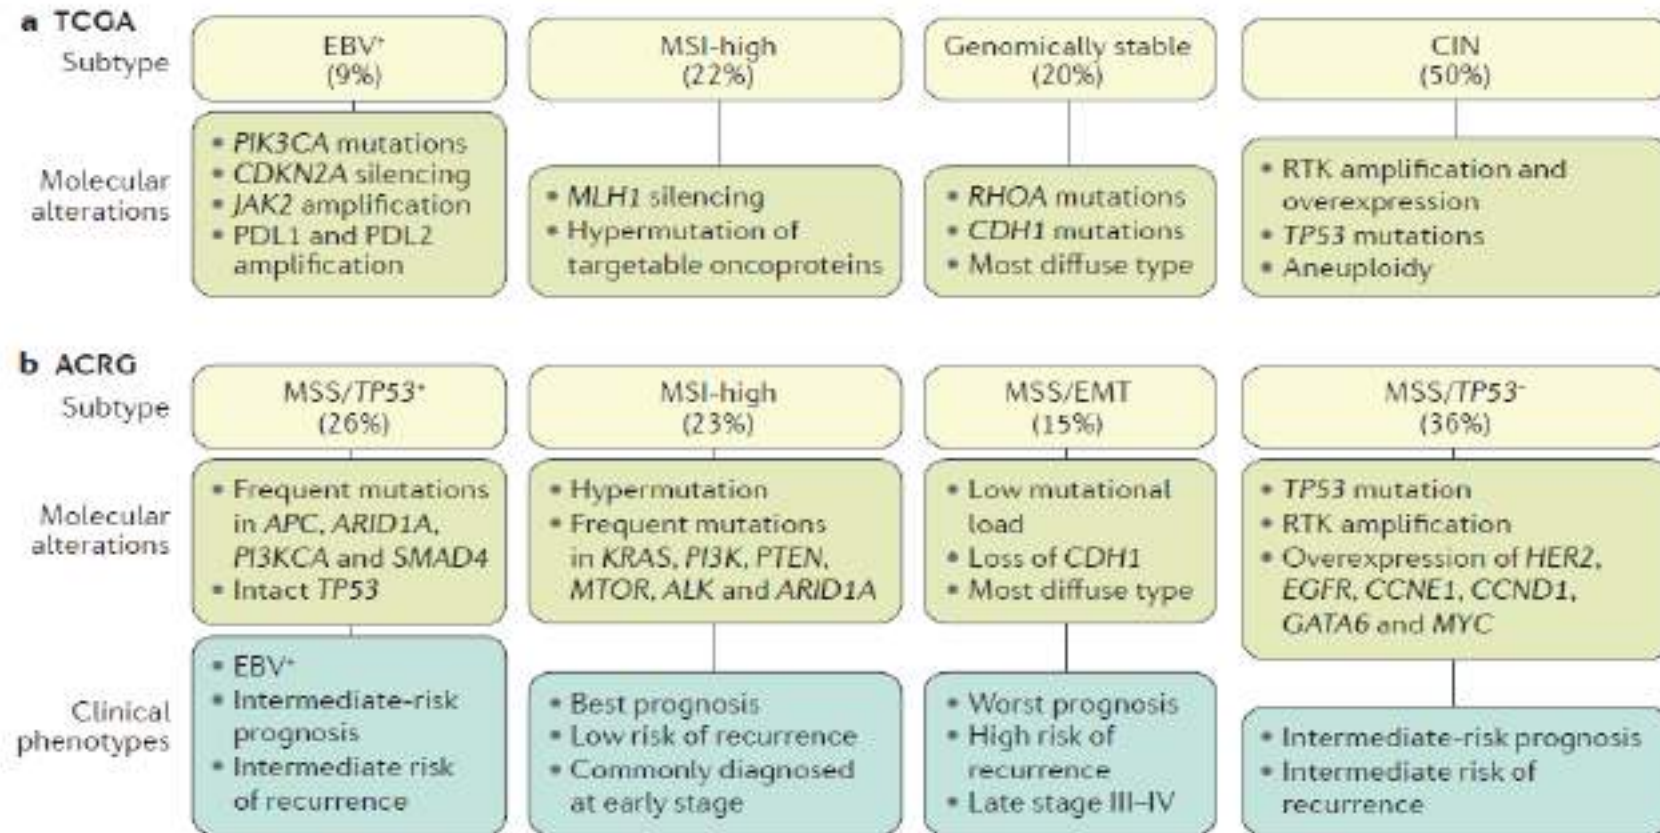 a TCGA
Subtype
EBV⁺
(9%)
MSI-high
(22%)
Genomically stable
(20%)
CIN
(50%)
Molecular
alterations
• PIK3CA mutations
• CDKN2A silencing
• JAK2 amplification
• PDL1 and PDL2
amplification
• MLH1 silencing
• Hypermutation of
targetable oncoproteins
• RHOA mutations
• CDH1 mutations
• Most diffuse type
• RTK amplification and
overexpression
• TP53 mutations
• Aneuploidy
b ACRG
Subtype
MSS/TP53⁺
(26%)
MSI-high
(23%)
MSS/EMT
(15%)
MSS/TP53⁻
(36%)
Molecular
alterations
• Frequent mutations
in APC, ARID1A,
PI3KCA and SMAD4
• Intact TP53
• Hypermutation
• Frequent mutations
in KRAS, PI3K, PTEN,
MTOR, ALK and ARID1A
• Low mutational
load
• Loss of CDH1
• Most diffuse type
• TP53 mutation
• RTK amplification
• Overexpression of HER2,
EGFR, CCNE1, CCND1,
GATA6 and MYC
Clinical
phenotypes
• EBV⁺
• Intermediate-risk
prognosis
• Intermediate risk
of recurrence
• Best prognosis
• Low risk of recurrence
• Commonly diagnosed
at early stage
• Worst prognosis
• High risk of
recurrence
• Late stage III–IV
• Intermediate-risk prognosis
• Intermediate risk of
recurrence